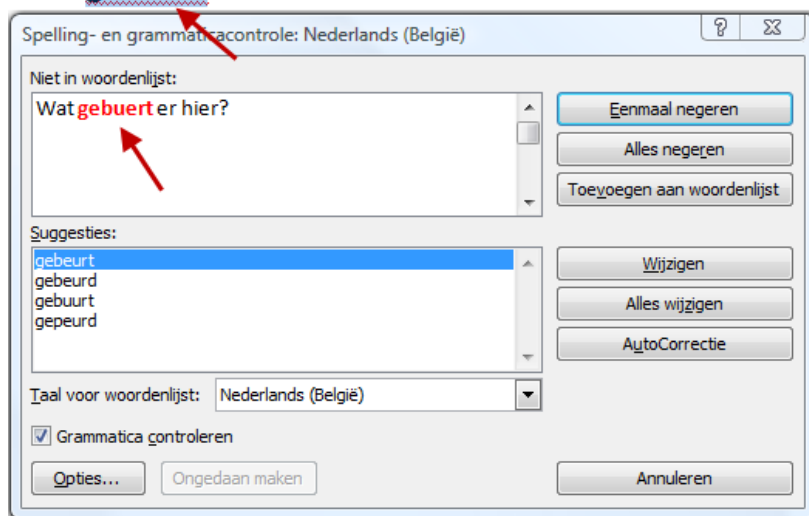 Spelling- en grammaticacontrole: Nederlands (België)
Niet in woordenlijst:
Wat gebuert er hier?
Eenmaal negeren
Alles negeren
Toevoegen aan woordenlijst
Suggesties:
gebeurt
gebeurd
gebuurt
gepeurd
Wijzigen
Alles wijzigen
AutoCorrectie
Taal voor woordenlijst: Nederlands (België)
Grammatica controleren
Opties... Ongedaan maken Annuleren